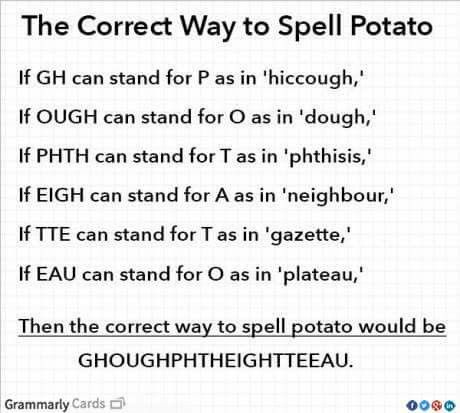 The Correct Way to Spell Potato
If GH can stand for P as in 'hiccough,'
If OUGH can stand for O as in 'dough,'
If PHTH can stand for T as in 'phthisis,'
If EIGH can stand for A as in 'neighbour,'
If TTE can stand for T as in 'gazette,'
If EAU can stand for O as in 'plateau,'
Then the correct way to spell potato would be
GHOUGHPHTHEIGHTTEEAU.
Grammarly Cards